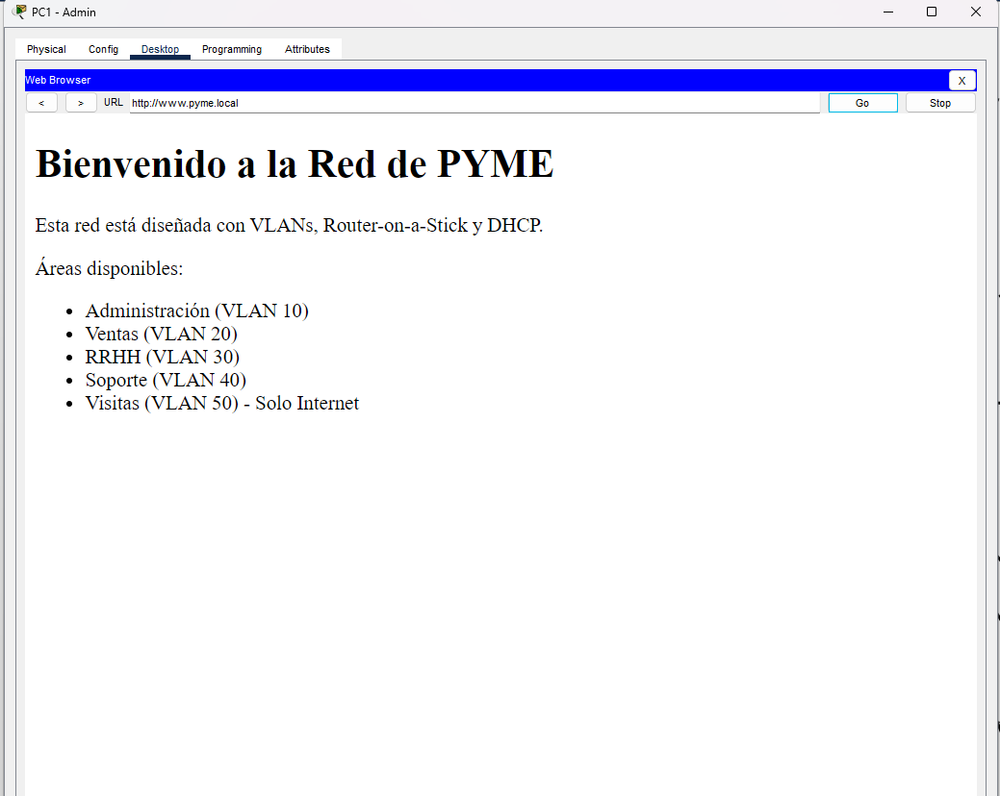 PC1 - Admin
Physical Config Desktop Programming Attributes
Web Browser X
< > URL http://www.pyme.local Go Stop
Bienvenido a la Red de PYME
Esta red está diseñada con VLANs, Router-on-a-Stick y DHCP.
Áreas disponibles:
• Administración (VLAN 10)
• Ventas (VLAN 20)
• RRHH (VLAN 30)
• Soporte (VLAN 40)
• Visitas (VLAN 50) - Solo Internet